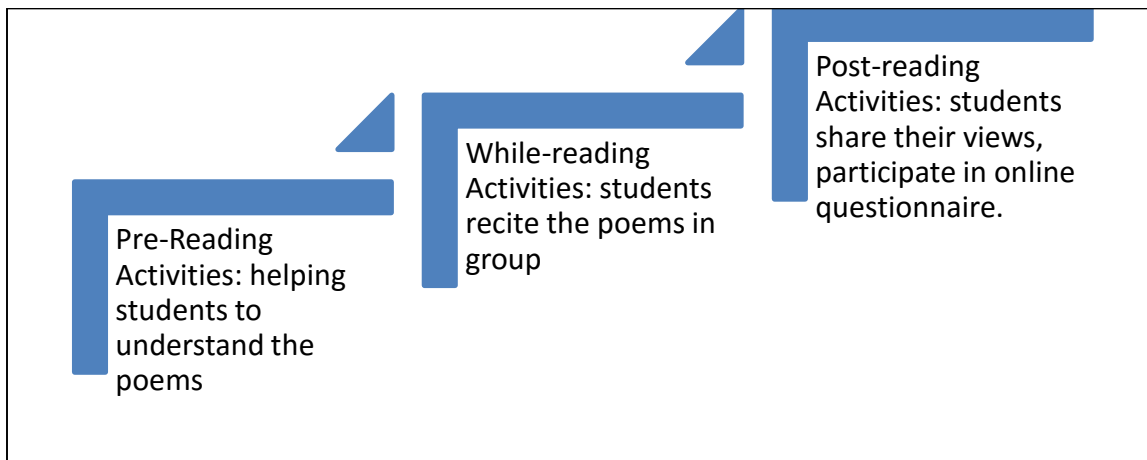 Pre-Reading
Activities: helping
students to
understand the
poems
While-reading
Activities: students
recite the poems in
group
Post-reading
Activities: students
share their views,
participate in online
questionnaire.